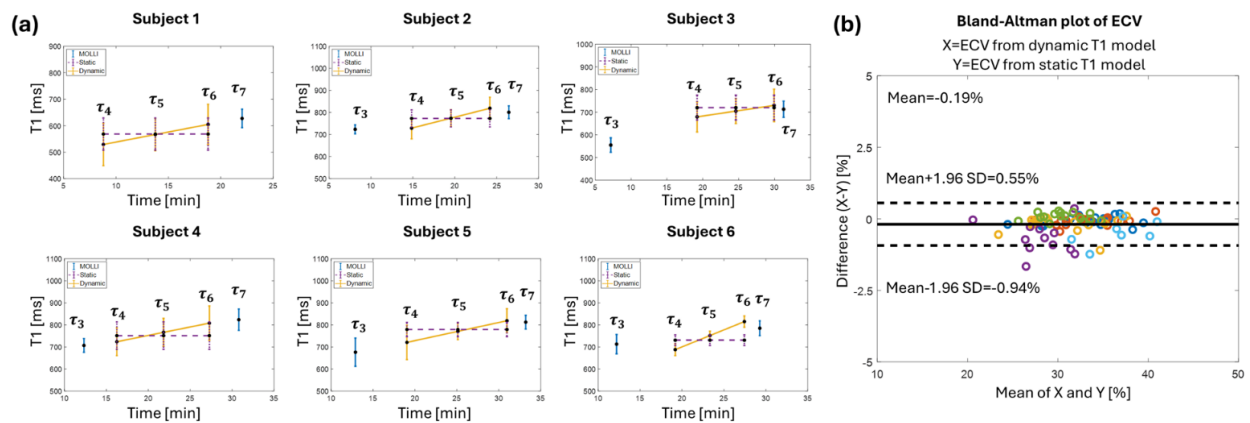 (a)
Subject 1
MOLLI
Static
Dynamic
τ4
τ5
τ6
τ7
T1 [ms]
900
800
700
600
500
400
5
10
15
20
25
Time [min]
Subject 2
MOLLI
Static
Dynamic
τ3
τ4
τ5
τ6
τ7
T1 [ms]
1100
1000
900
800
700
600
500
5
10
15
20
25
30
Time [min]
Subject 3
MOLLI
Static
Dynamic
τ3
τ4
τ5
τ6
τ7
T1 [ms]
1000
900
800
700
600
500
400
5
10
15
20
25
30
35
Time [min]
Subject 4
MOLLI
Static
Dynamic
τ3
τ4
τ5
τ6
τ7
T1 [ms]
1100
1000
900
800
700
600
500
10
15
20
25
30
35
Time [min]
Subject 5
MOLLI
Static
Dynamic
τ3
τ4
τ5
τ6
τ7
T1 [ms]
1100
1000
900
800
700
600
500
10
15
20
25
30
35
Time [min]
Subject 6
MOLLI
Static
Dynamic
τ3
τ4
τ5
τ6
τ7
T1 [ms]
1100
1000
900
800
700
600
500
10
15
20
25
30
35
Time [min]
(b)
Bland-Altman plot of ECV
X=ECV from dynamic T1 model
Y=ECV from static T1 model
Mean=-0.19%
Mean+1.96 SD=0.55%
Mean-1.96 SD=-0.94%
Difference (X-Y) [%]
5
2.5
0
-2.5
-5
10
20
30
40
50
Mean of X and Y [%]